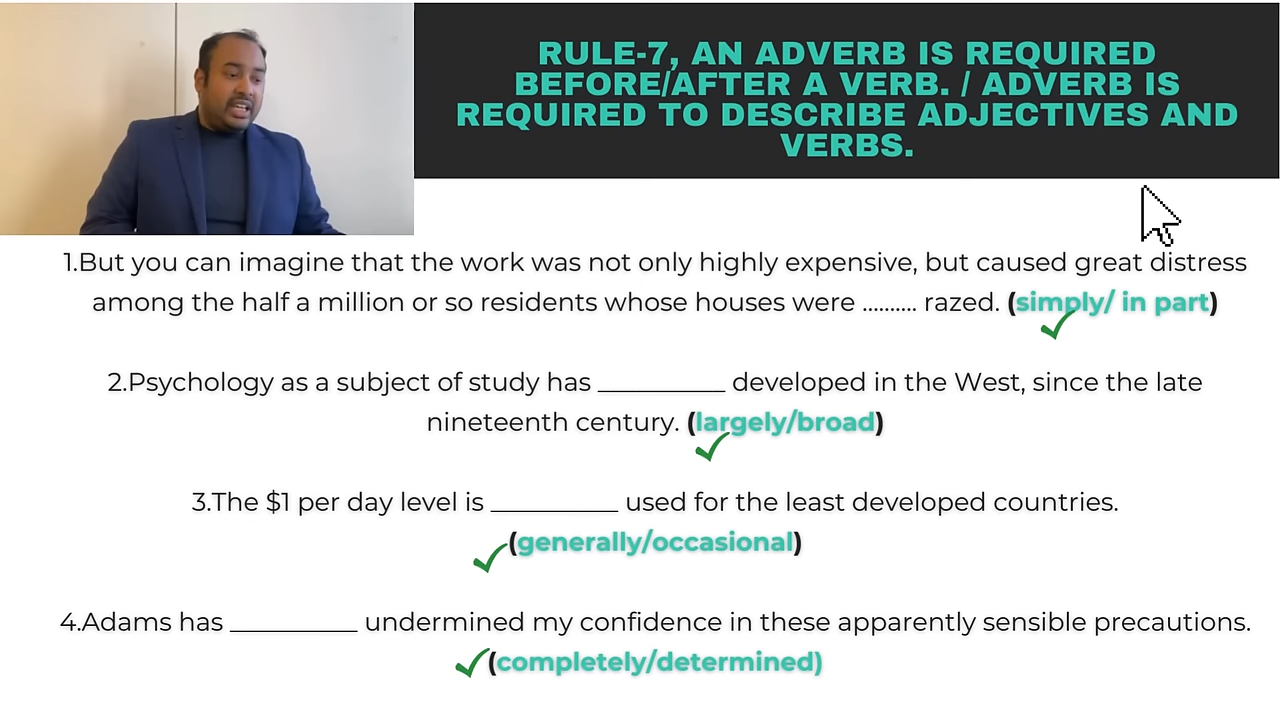 RULE-7, AN ADVERB IS REQUIRED
BEFORE/AFTER A VERB. / ADVERB IS
REQUIRED TO DESCRIBE ADJECTIVES AND
VERBS.
1.But you can imagine that the work was not only highly expensive, but caused great distress
among the half a million or so residents whose houses were ......... razed. (simply/ in part)
2.Psychology as a subject of study has __________ developed in the West, since the late
nineteenth century. (largely/broad)
3.The $1 per day level is __________ used for the least developed countries.
(generally/occasional)
4.Adams has __________ undermined my confidence in these apparently sensible precautions.
(completely/determined)